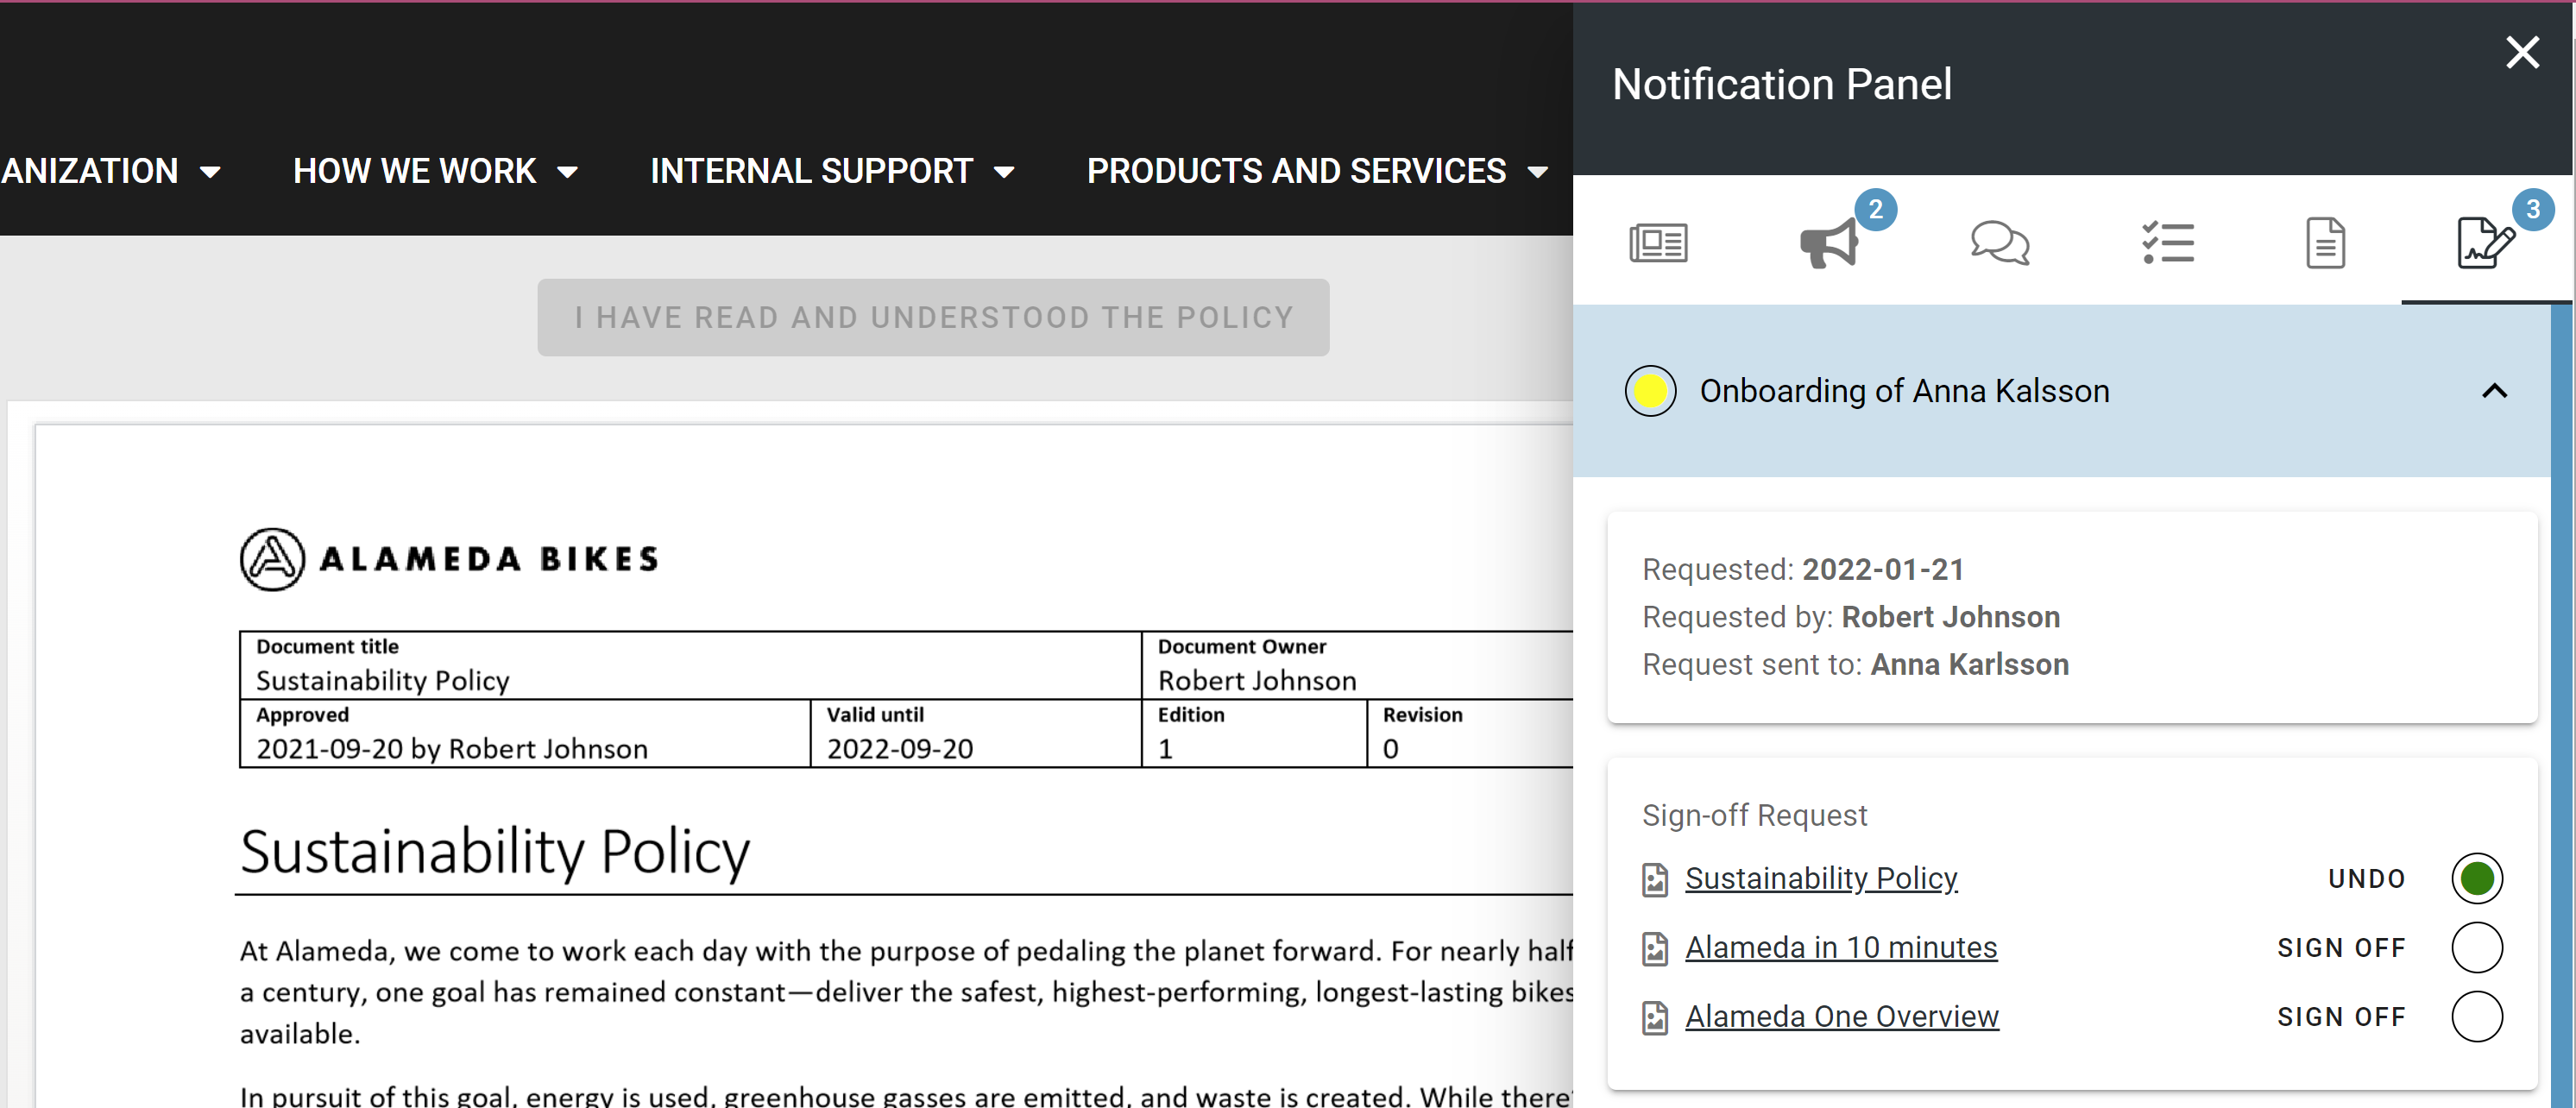 Notification Panel
ANIZATION
HOW WE WORK
INTERNAL SUPPORT
PRODUCTS AND SERVICES
2
3
I HAVE READ AND UNDERSTOOD THE POLICY
Onboarding of Anna Kalsson
ALAMEDA BIKES
Requested: 2022-01-21
Requested by: Robert Johnson
Request sent to: Anna Karlsson
Document title
Sustainability Policy
Document Owner
Robert Johnson
Approved
2021-09-20 by Robert Johnson
Valid until
2022-09-20
Edition
1
Revision
0
Sustainability Policy
At Alameda, we come to work each day with the purpose of pedaling the planet forward. For nearly half
a century, one goal has remained constant—deliver the safest, highest-performing, longest-lasting bikes
available.
In pursuit of this goal, energy is used, greenhouse gasses are emitted, and waste is created. While there'
Sign-off Request
Sustainability Policy UNDO
Alameda in 10 minutes SIGN OFF
Alameda One Overview SIGN OFF